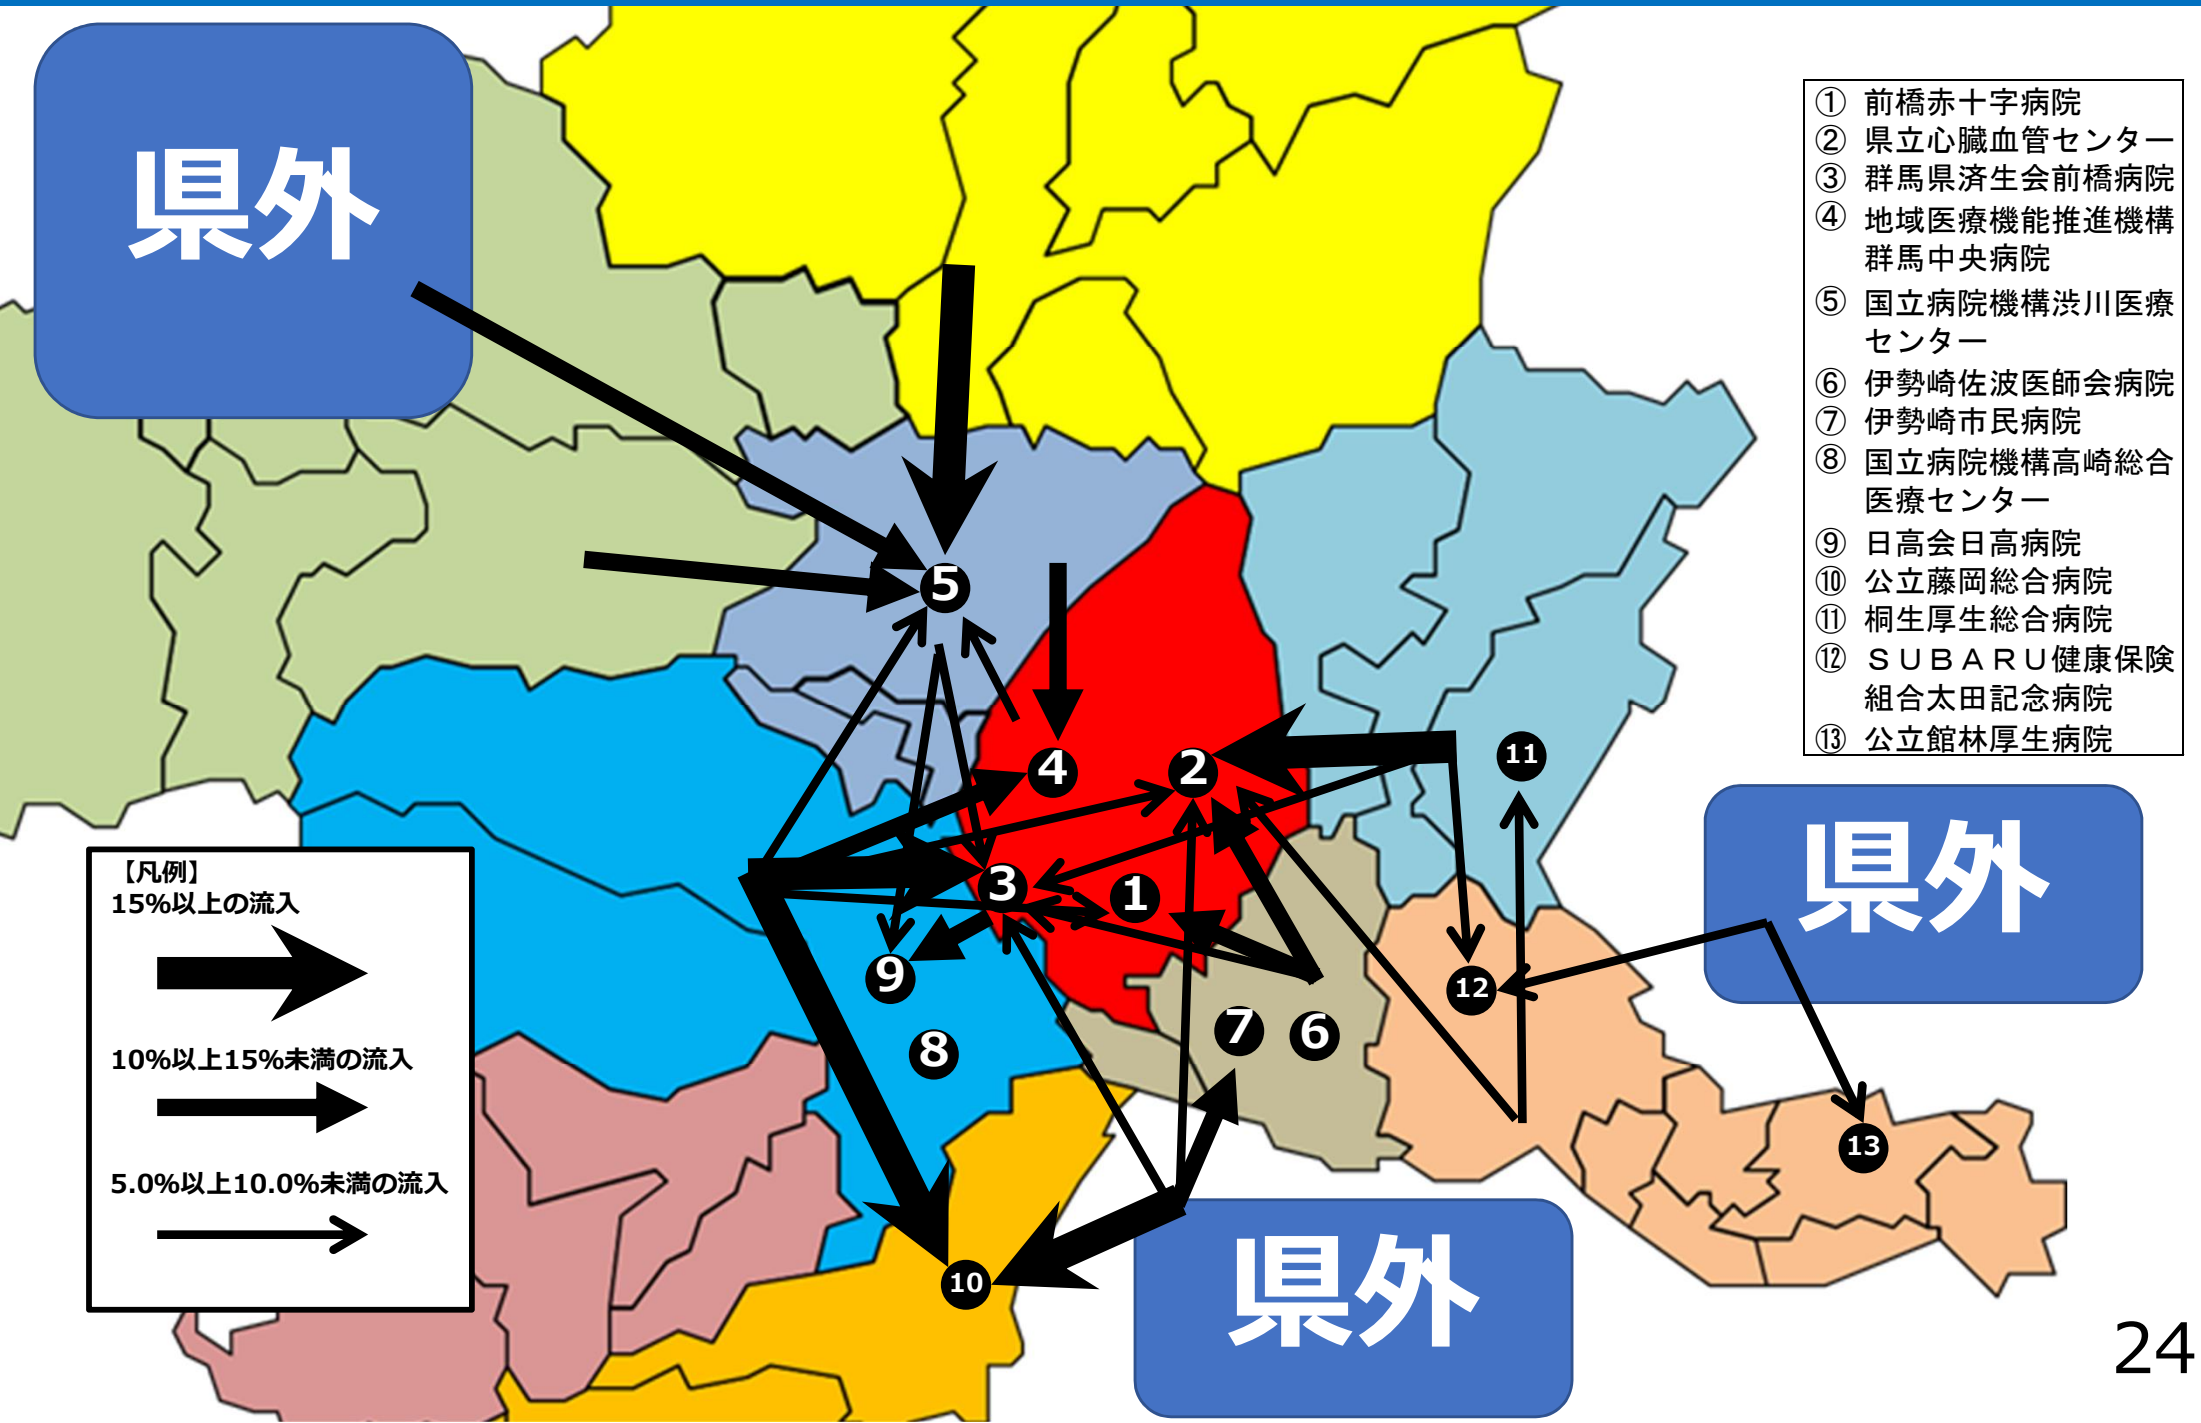 県外
① 前橋赤十字病院
② 県立心臓血管センター
③ 群馬県済生会前橋病院
④ 地域医療機能推進機構
群馬中央病院
⑤ 国立病院機構渋川医療
センター
⑥ 伊勢崎佐波医師会病院
⑦ 伊勢崎市民病院
⑧ 国立病院機構高崎総合
医療センター
⑨ 日高会日高病院
⑩ 公立藤岡総合病院
⑪ 桐生厚生総合病院
⑫ ＳＵＢＡＲＵ健康保険
組合太田記念病院
⑬ 公立館林厚生病院
5
4
2
11
3
1
9
12
8
7
6
13
10
県外
県外
【凡例】
15%以上の流入
10%以上15%未満の流入
5.0%以上10.0%未満の流入
24